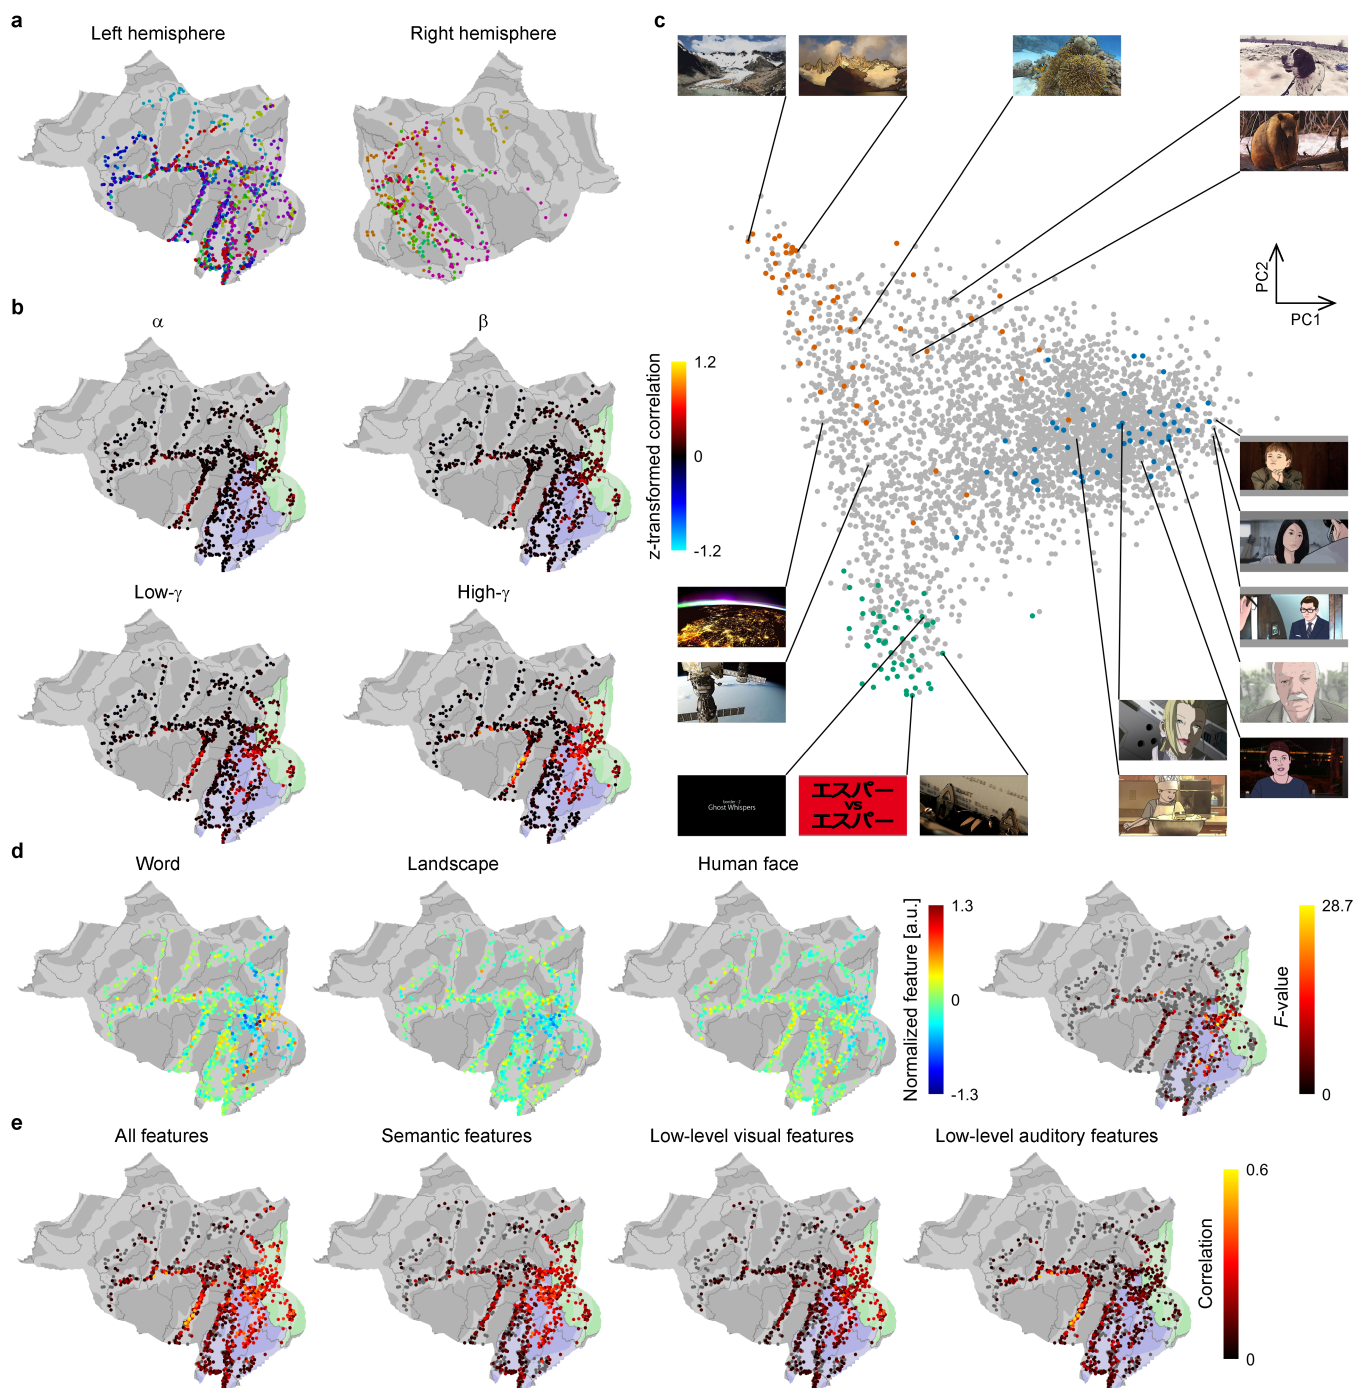 a
Left hemisphere
Right hemisphere
b
α
β
z-transformed correlation
1.2
0
-1.2
Low-γ
High-γ
c
PC2
PC1
Ghost Whispers
エスパー
VS
エスパー
d
Word
Landscape
Human face
Normalized feature [a.u.]
1.3
0
-1.3
F-value
28.7
0
e
All features
Semantic features
Low-level visual features
Low-level auditory features
Correlation
0.6
0